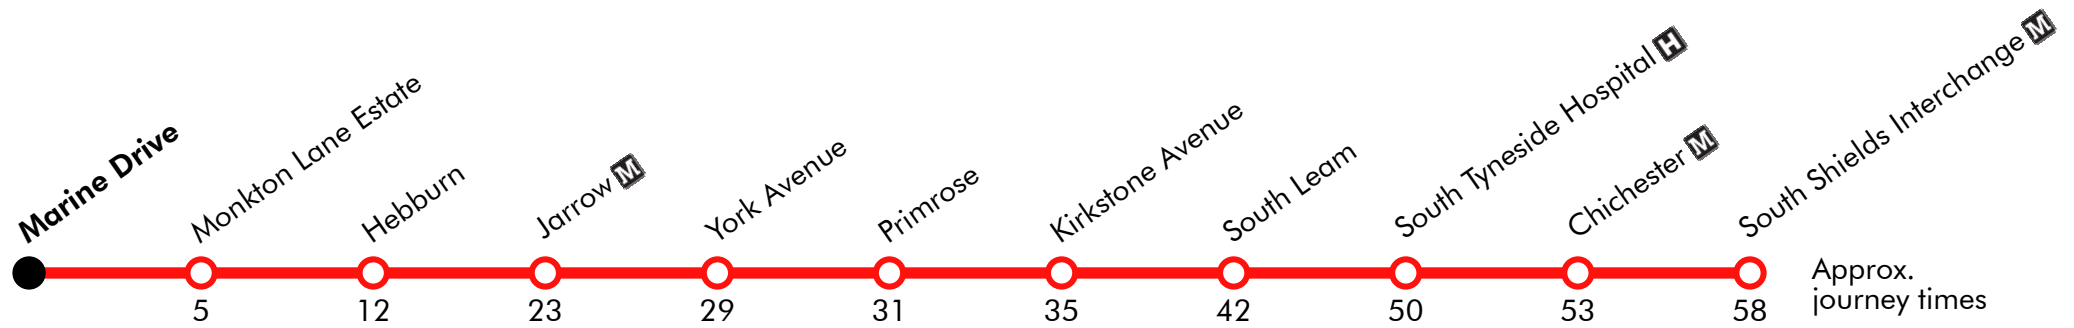 Marine Drive
Monkton Lane Estate
Hebburn
Jarrow M
York Avenue
Primrose
Kirkstone Avenue
South Leam
South Tyneside Hospital H
Chichester M
South Shields Interchange M
5 12 23 29 31 35 42 50 53 58
Approx.
journey times